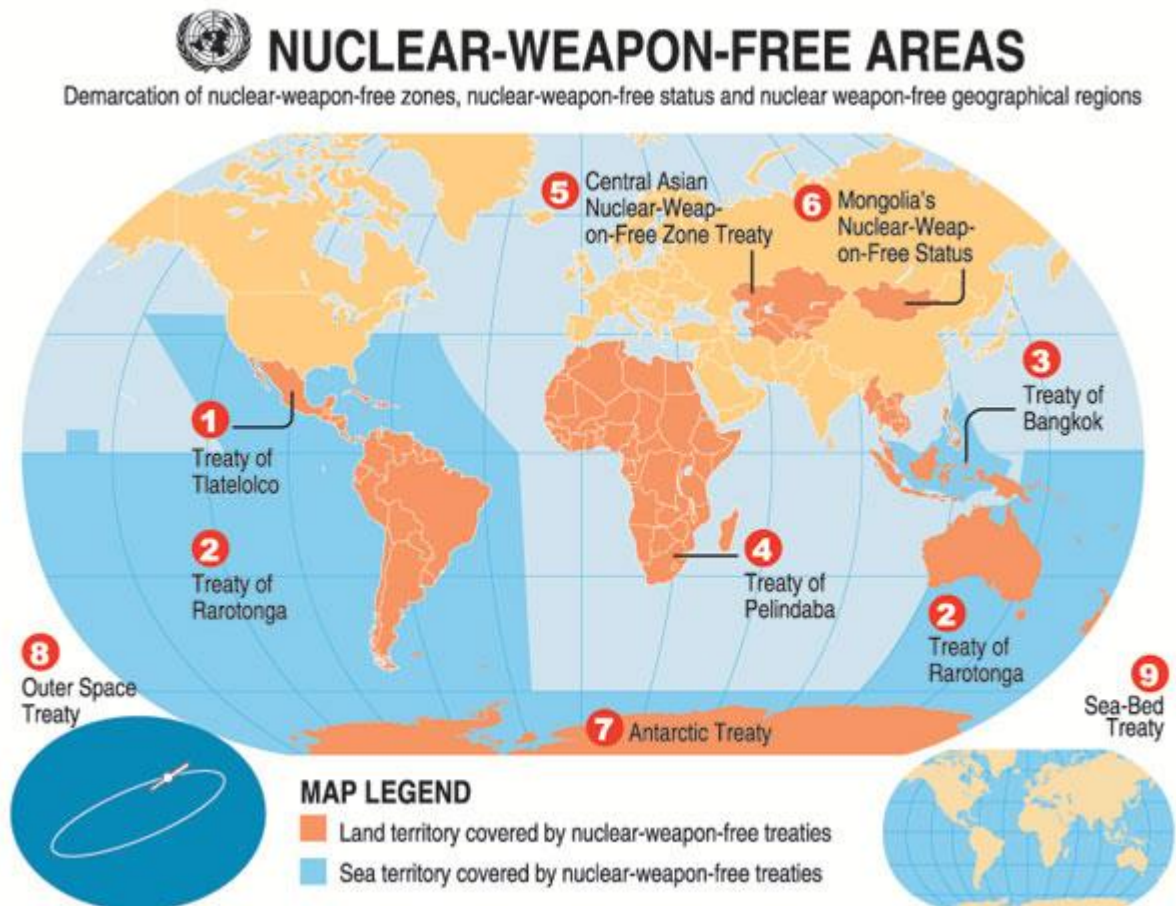 NUCLEAR-WEAPON-FREE AREAS
Demarcation of nuclear-weapon-free zones, nuclear-weapon-free status and nuclear weapon-free geographical regions
5
Central Asian
Nuclear-Weap-
on-Free Zone Treaty
6
Mongolia's
Nuclear-Weap-
on-Free Status
3
Treaty of
Bangkok
1
Treaty of
Tlatelolco
2
Treaty of
Rarotonga
4
Treaty of
Pelindaba
2
Treaty of
Rarotonga
8
Outer Space
Treaty
9
Sea-Bed
Treaty
7 Antarctic Treaty
MAP LEGEND
Land territory covered by nuclear-weapon-free treaties
Sea territory covered by nuclear-weapon-free treaties